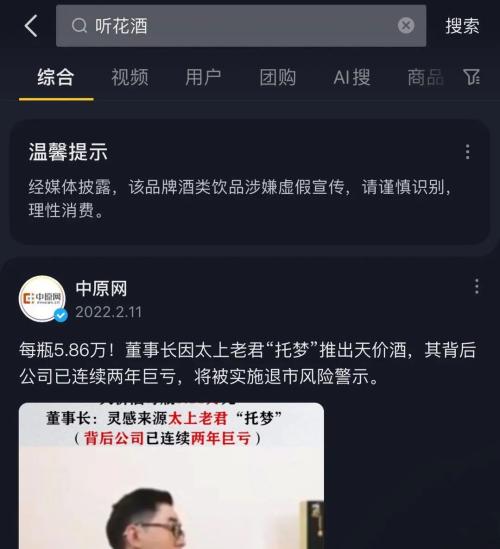 听花酒
搜索
综合
视频
用户
团购
AI搜
商品
温馨提示
经媒体披露，该品牌酒类饮品涉嫌虚假宣传，请谨慎识别，
理性消费。
中原网
中原网
2022.2.11
每瓶5.86万！董事长因太上老君“托梦”推出天价酒，其背后
公司已连续两年巨亏，将被实施退市风险警示。
董事长：灵感来源太上老君“托梦”
（背后公司已连续两年巨亏）